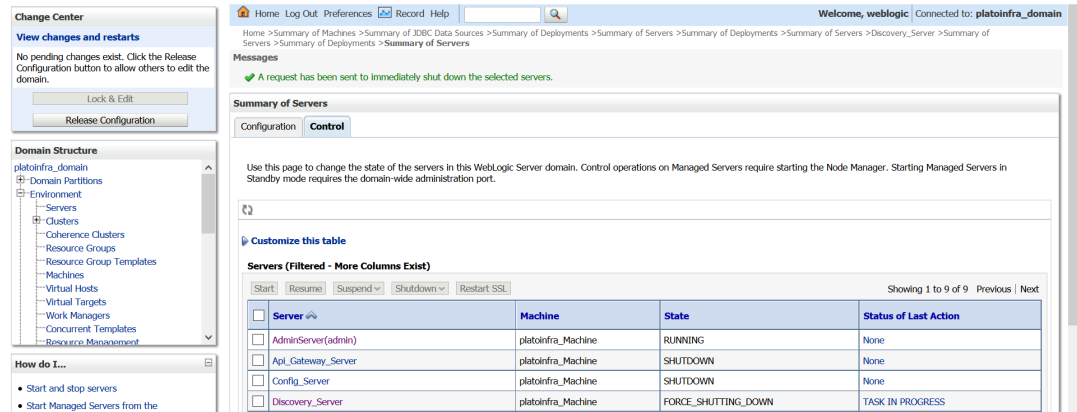 Change Center
View changes and restarts
No pending changes exist. Click the Release
Configuration button to allow others to edit the
domain.
Lock & Edit
Release Configuration
Domain Structure
platoinfra_domain
Domain Partitions
Environment
Servers
Clusters
Coherence Clusters
Resource Groups
Resource Group Templates
Machines
Virtual Hosts
Virtual Targets
Work Managers
Concurrent Templates
Resource Management
How do I...
Start and stop servers
Start Managed Servers from the
Home Log Out Preferences Record Help
Welcome, weblogic Connected to: platoinfra_domain
Home >Summary of Machines >Summary of JDBC Data Sources >Summary of Deployments >Summary of Servers >Summary of Deployments >Summary of Servers >Discovery_Server >Summary of
Servers >Summary of Deployments >Summary of Servers
Messages
A request has been sent to immediately shut down the selected servers.
Summary of Servers
Configuration Control
Use this page to change the state of the servers in this WebLogic Server domain. Control operations on Managed Servers require starting the Node Manager. Starting Managed Servers in
Standby mode requires the domain-wide administration port.
Customize this table
Servers (Filtered - More Columns Exist)
Start Resume Suspend Shutdown Restart SSL
Showing 1 to 9 of 9 Previous | Next
Server Machine State Status of Last Action
AdminServer(admin) platoinfra_Machine RUNNING None
Api_Gateway_Server platoinfra_Machine SHUTDOWN None
Config_Server platoinfra_Machine SHUTDOWN None
Discovery_Server platoinfra_Machine FORCE_SHUTTING_DOWN TASK IN PROGRESS